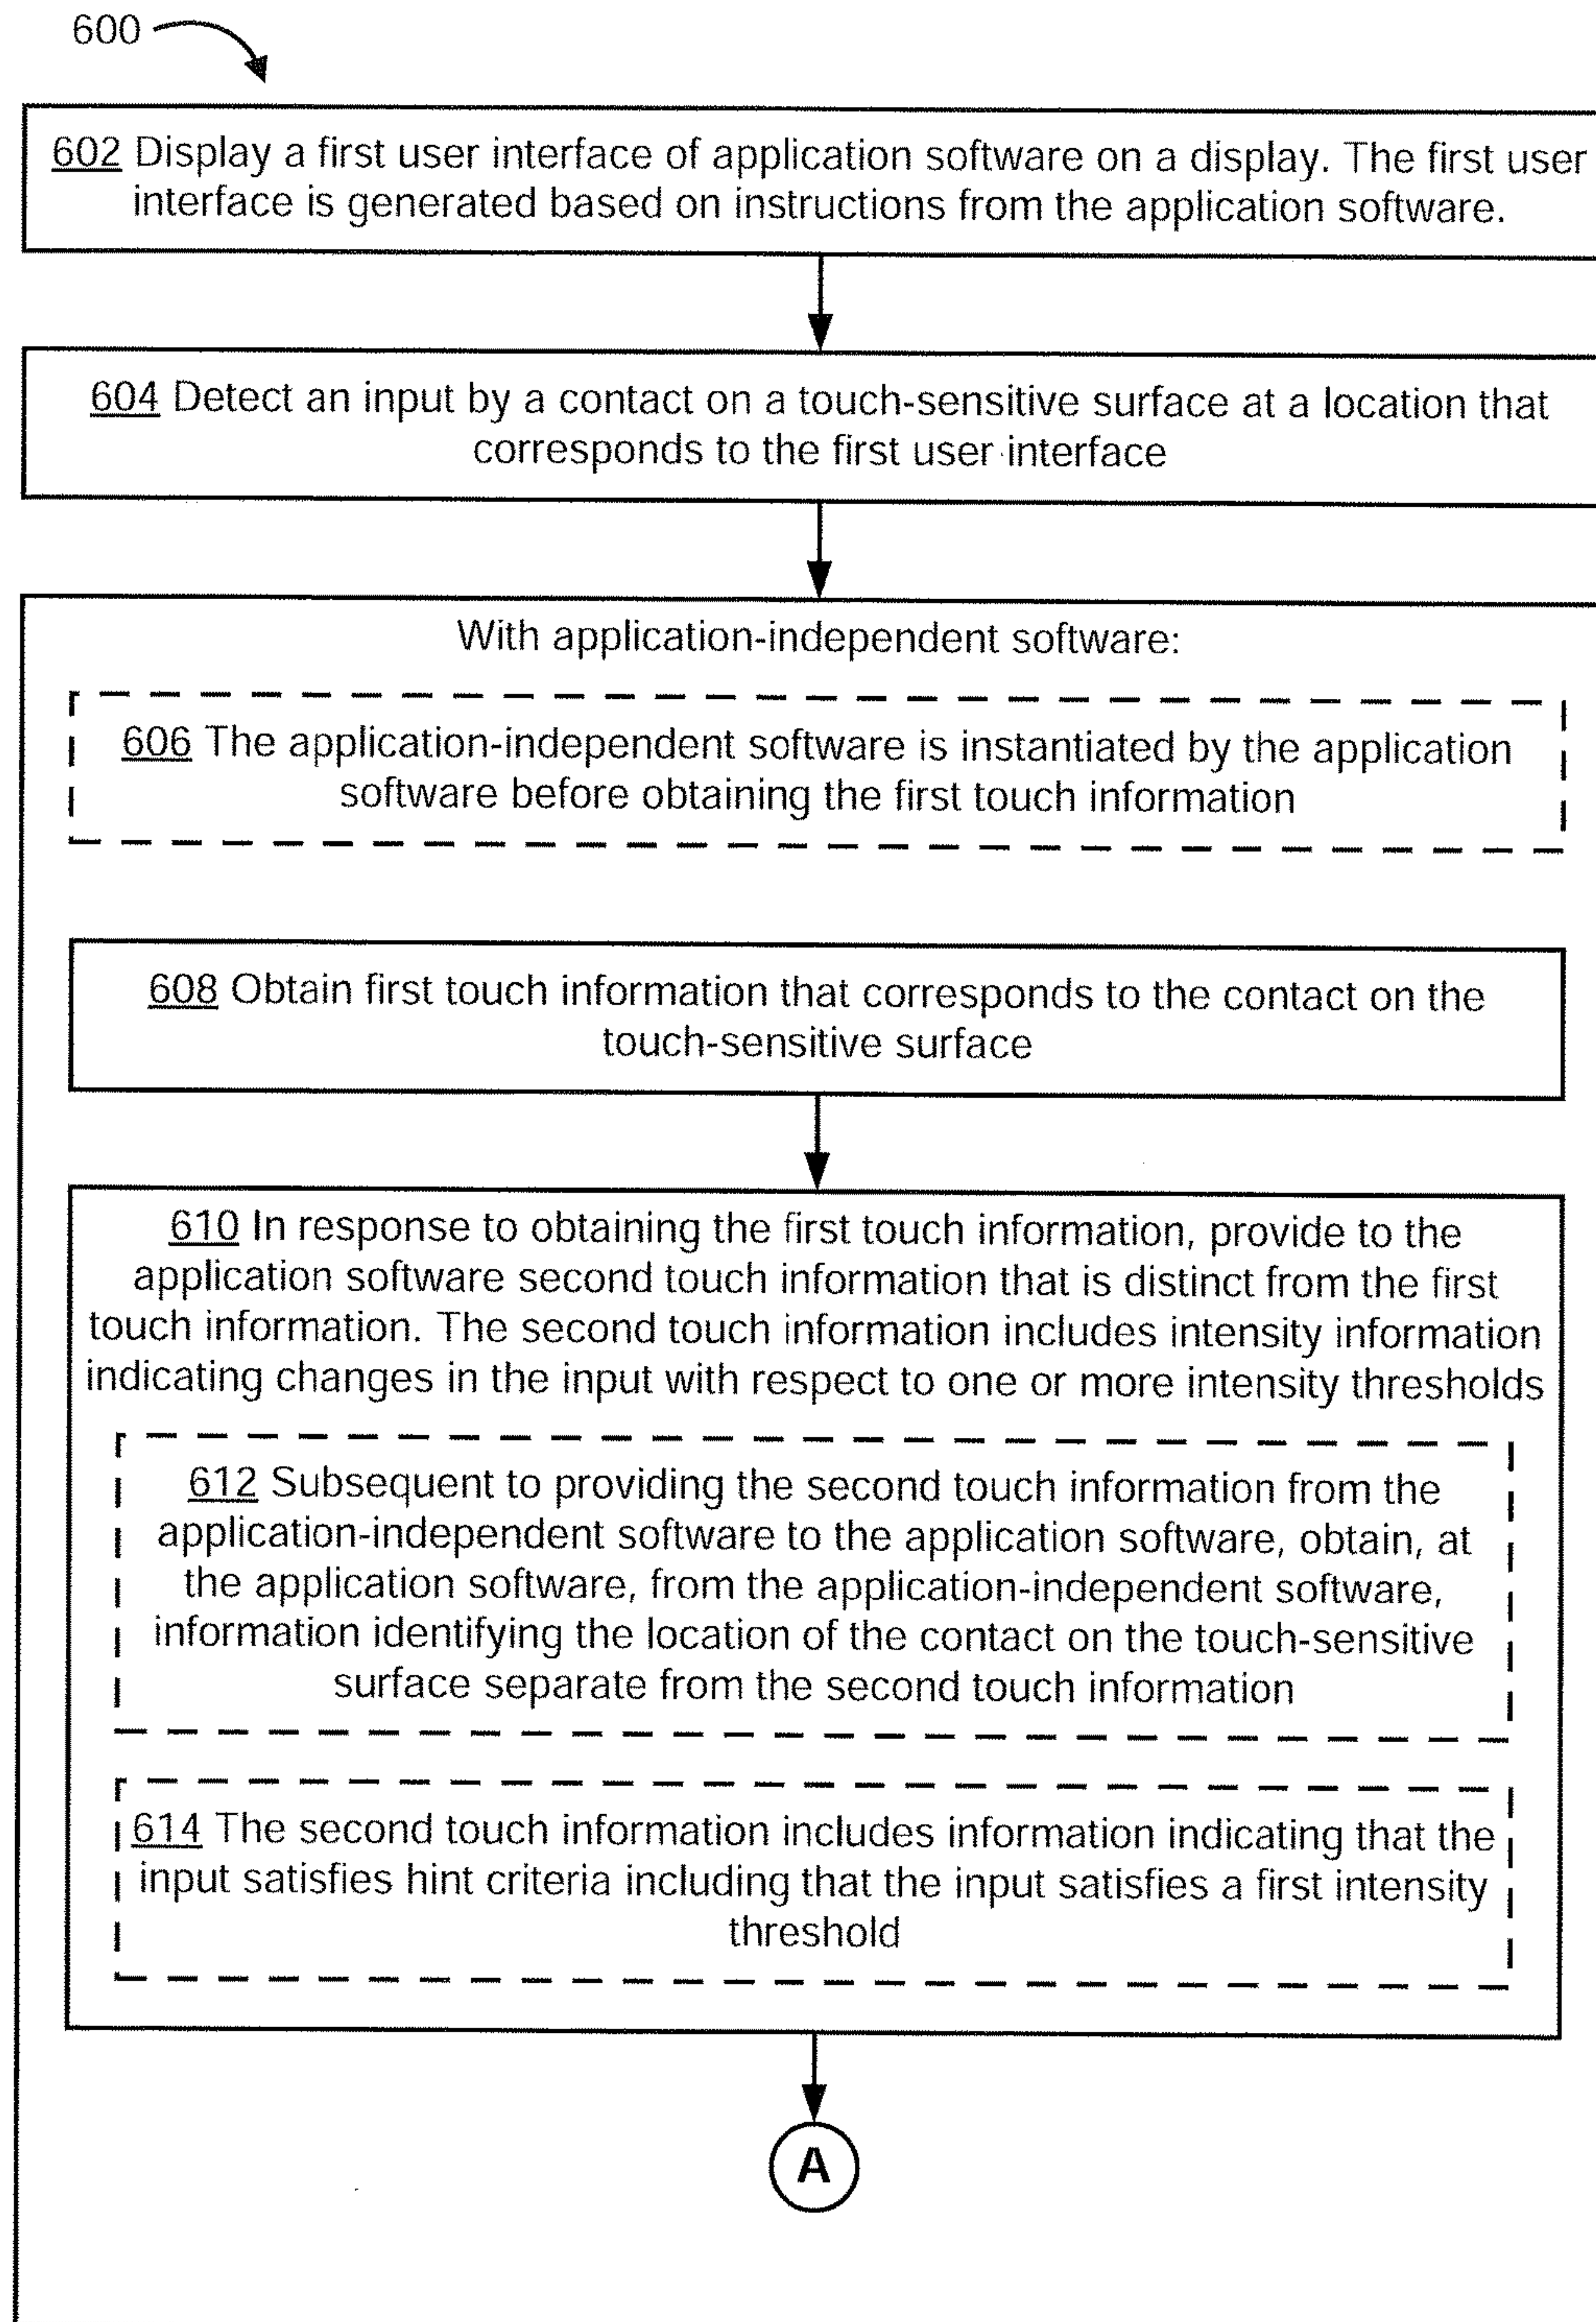 600
602 Display a first user interface of application software on a display. The first user
interface is generated based on instructions from the application software.
604 Detect an input by a contact on a touch-sensitive surface at a location that
corresponds to the first user interface
With application-independent software:
606 The application-independent software is instantiated by the application
software before obtaining the first touch information
608 Obtain first touch information that corresponds to the contact on the
touch-sensitive surface
610 In response to obtaining the first touch information, provide to the
application software second touch information that is distinct from the first
touch information. The second touch information includes intensity information
indicating changes in the input with respect to one or more intensity thresholds
612 Subsequent to providing the second touch information from the
application-independent software to the application software, obtain, at
the application software, from the application-independent software,
information identifying the location of the contact on the touch-sensitive
surface separate from the second touch information
614 The second touch information includes information indicating that the
input satisfies hint criteria including that the input satisfies a first intensity
threshold
A